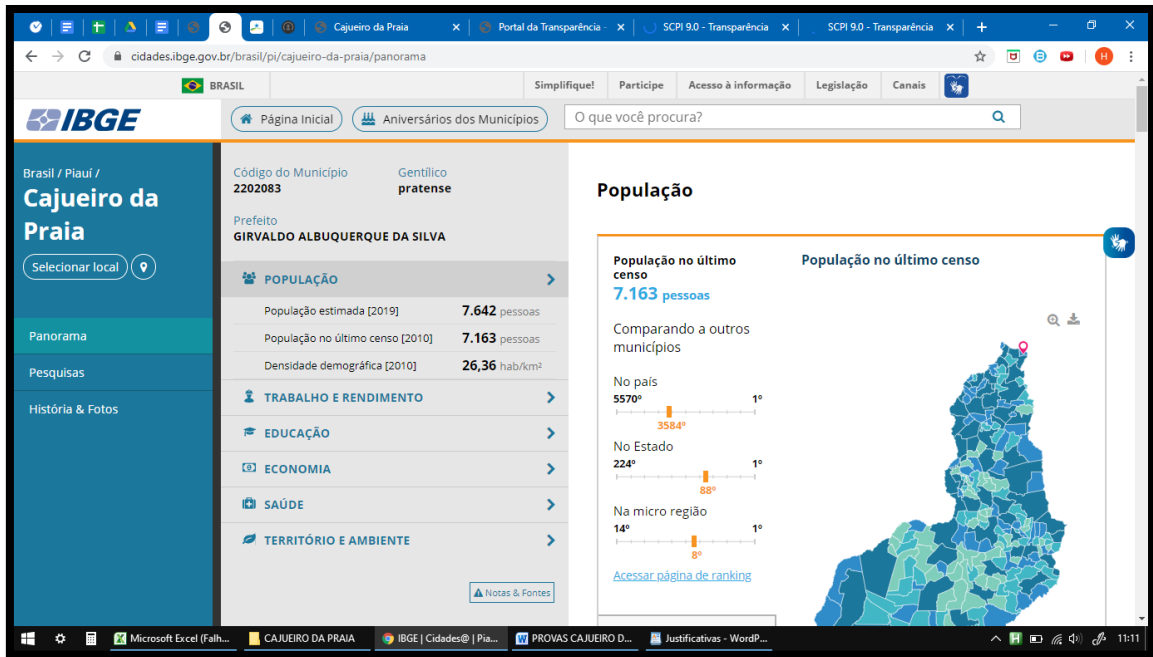 Cajueiro da Praia
Portal da Transparência -
SCPI 9.0 - Transparência
SCPI 9.0 - Transparência
cidades.ibge.gov.br/brasil/pi/cajueiro-da-praia/panorama
H
BRASIL
Simplifique!
Participe
Acesso à informação
Legislação
Canais
IBGE
Página Inicial
Aniversários dos Municípios
O que você procura?
Brasil / Piauí /
Cajueiro da
Praia
Selecionar local
Panorama
Pesquisas
História & Fotos
Código do Município
2202083
Gentílico
pratense
Prefeito
GIRVALDO ALBUQUERQUE DA SILVA
POPULAÇÃO
População estimada [2019] 7.642 pessoas
População no último censo [2010] 7.163 pessoas
Densidade demográfica [2010] 26,36 hab/km²
TRABALHO E RENDIMENTO
EDUCAÇÃO
ECONOMIA
SAÚDE
TERRITÓRIO E AMBIENTE
Notas & Fontes
População
População no último
censo
7.163 pessoas
Comparando a outros
municípios
No país
5570º 1º
3584º
No Estado
224º 1º
88º
Na micro região
14º 1º
8º
Acessar página de ranking
População no último censo
Microsoft Excel (Falh...
CAJUEIRO DA PRAIA
IBGE | Cidades@ | Pia...
PROVAS CAJUEIRO D...
Justificativas - WordP...
11:11